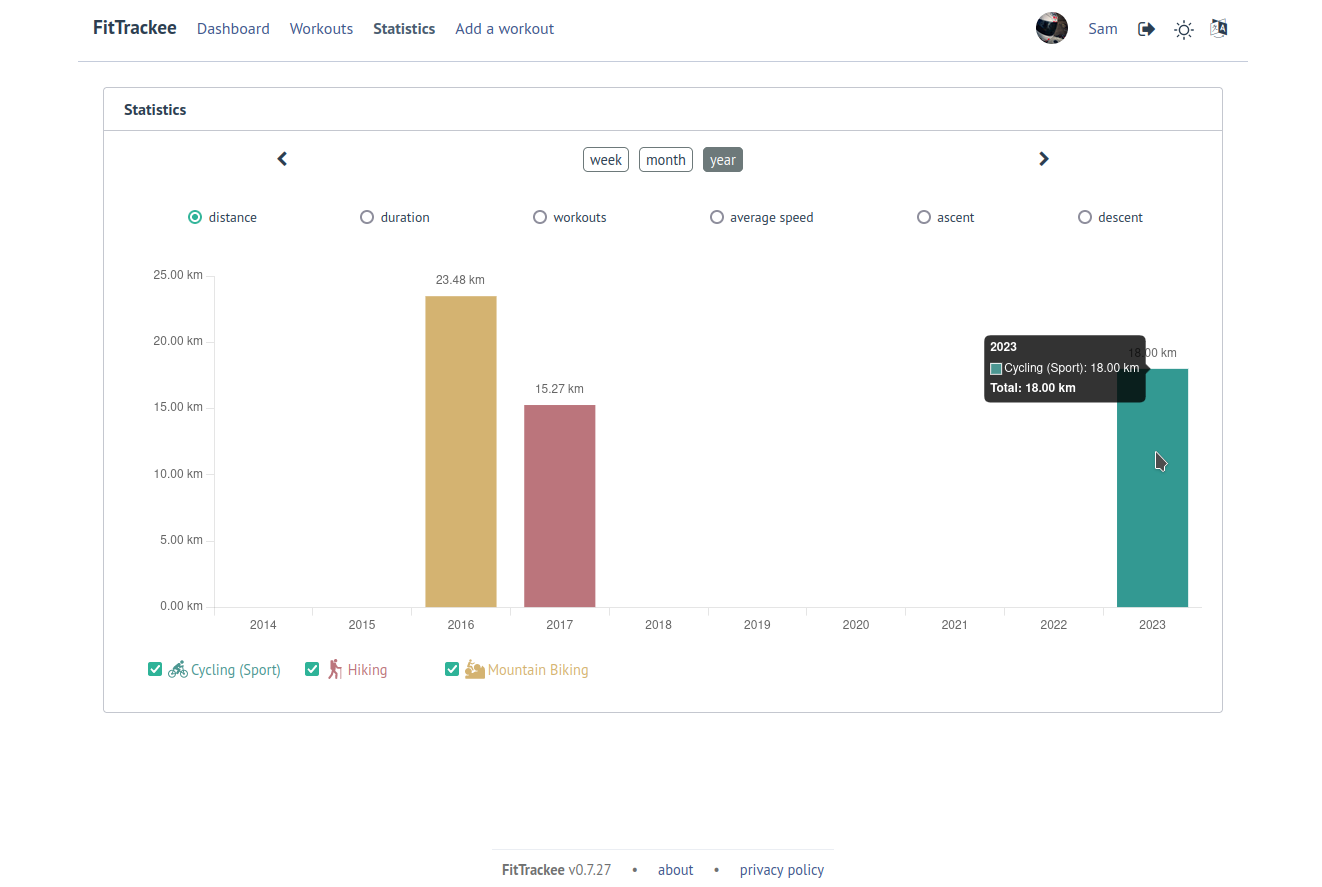 FitTrackee Dashboard Workouts Statistics Add a workout Sam
Statistics
week month year
distance duration workouts average speed ascent descent
25.00 km
23.48 km
20.00 km
2023
18.00 km
Cycling (Sport): 18.00 km
Total: 18.00 km
15.27 km
15.00 km
10.00 km
5.00 km
0.00 km
2014 2015 2016 2017 2018 2019 2020 2021 2022 2023
Cycling (Sport) Hiking Mountain Biking
FitTrackee v0.7.27 • about • privacy policy